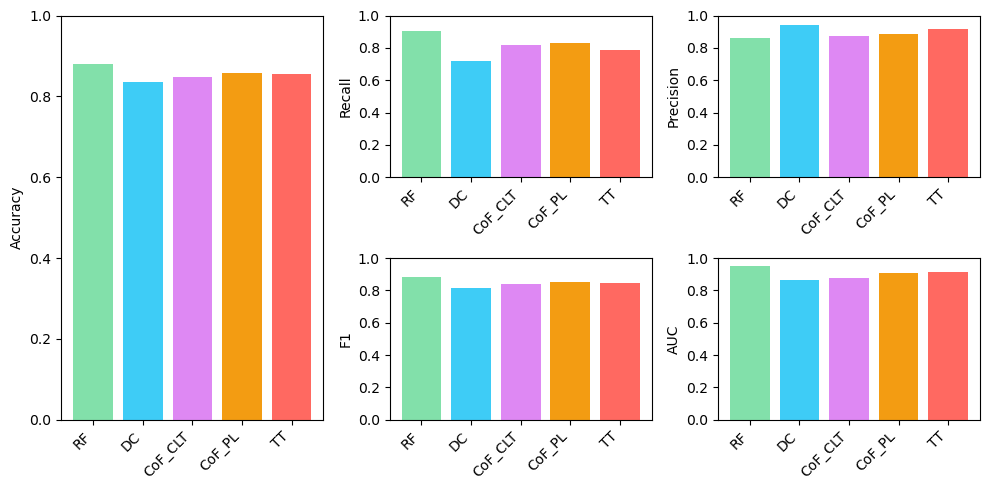 Accuracy
1.0
0.8
0.6
0.4
0.2
0.0
RF
DC
CoF_CLT
CoF_PL
TT
Recall
1.0
0.8
0.6
0.4
0.2
0.0
RF
DC
CoF_CLT
CoF_PL
TT
Precision
1.0
0.8
0.6
0.4
0.2
0.0
RF
DC
CoF_CLT
CoF_PL
TT
F1
1.0
0.8
0.6
0.4
0.2
0.0
RF
DC
CoF_CLT
CoF_PL
TT
AUC
1.0
0.8
0.6
0.4
0.2
0.0
RF
DC
CoF_CLT
CoF_PL
TT